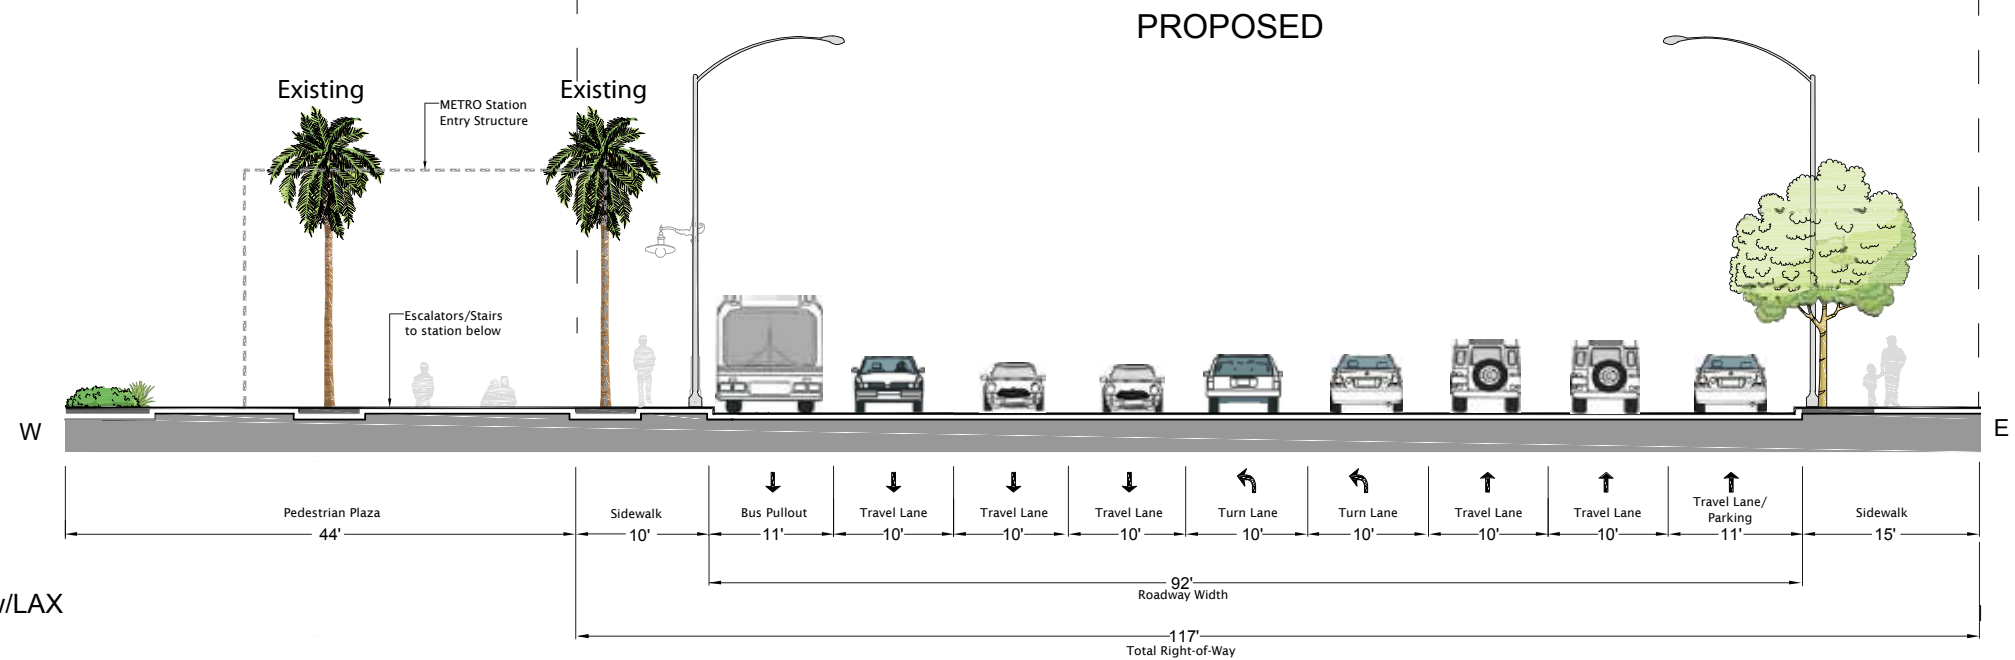 PROPOSED
Existing
Existing
METRO Station
Entry Structure
Escalators/Stairs
to station below
W
E
Pedestrian Plaza
Sidewalk
Bus Pullout
Travel Lane
Travel Lane
Travel Lane
Turn Lane
Turn Lane
Travel Lane
Travel Lane
Travel Lane/
Parking
Sidewalk
44'
10'
11'
10'
10'
10'
10'
10'
10'
10'
11'
15'
92'
Roadway Width
/LAX
117'
Total Right-of-Way